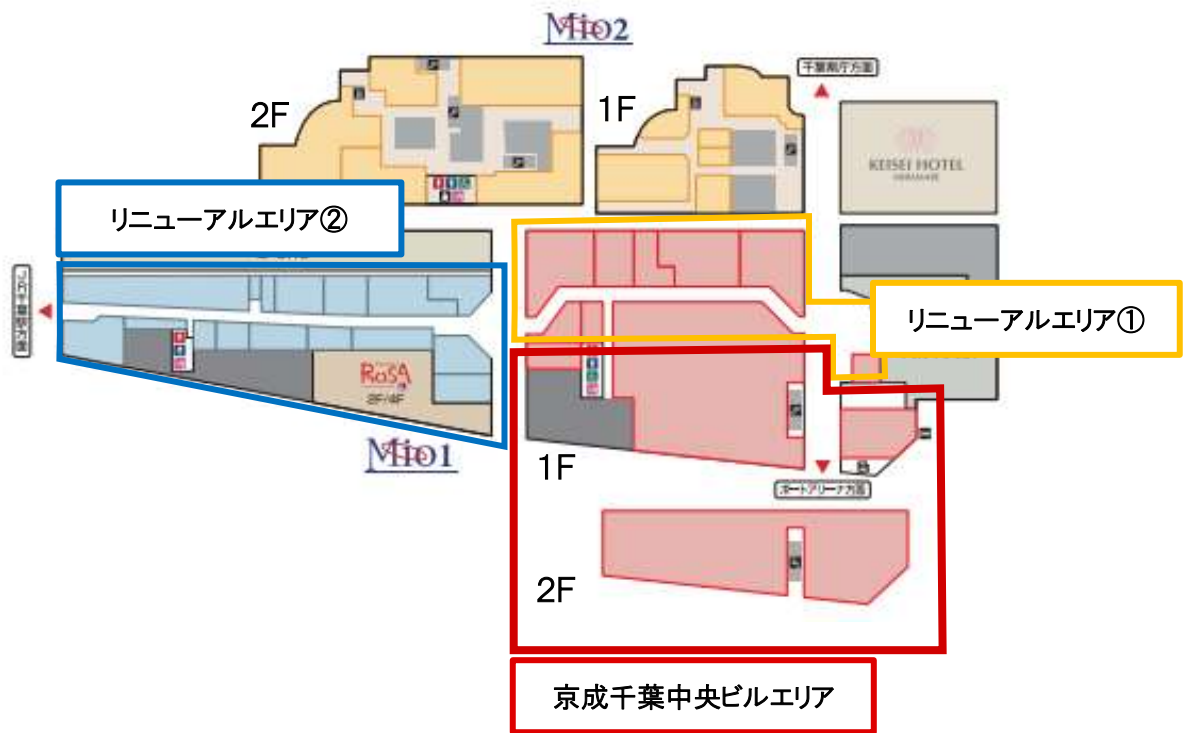 Mio2
千葉県庁方面
2F
1F
KEISEI HOTEL
MIRAMARE
リニューアルエリア②
リニューアルエリア①
JR千葉駅方面
RoSA
2F/4F
Mio1
1F
ポートアリーナ方面
2F
京成千葉中央ビルエリア